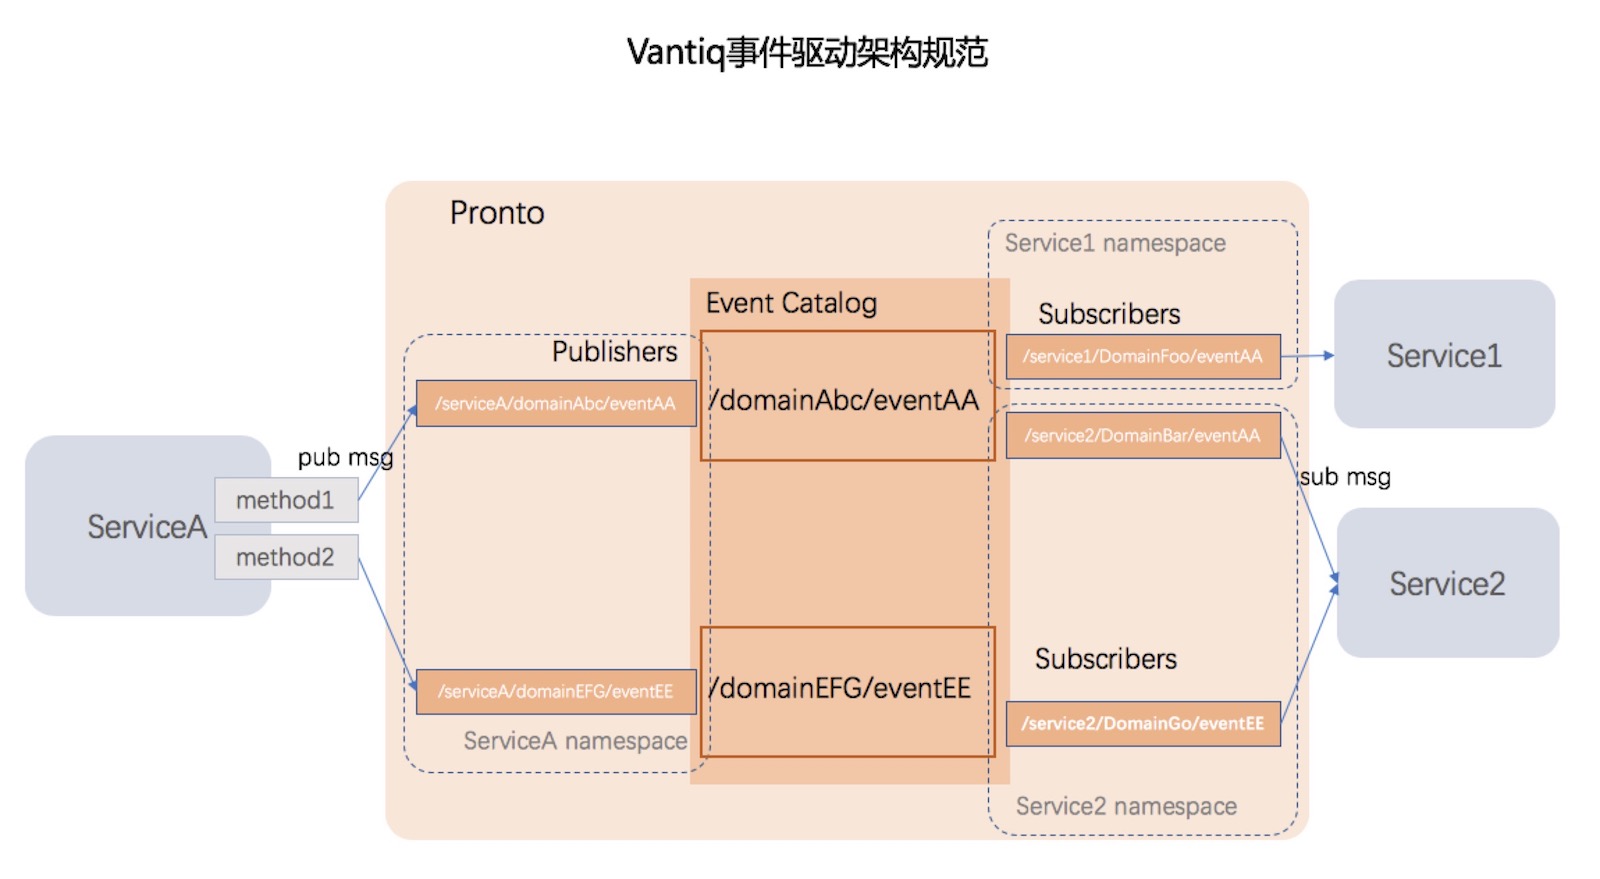 Vantiq事件驱动架构规范
Pronto
Service1 namespace
Event Catalog
Subscribers
Publishers
/service1/DomainFoo/eventAA
Service1
/serviceA/domainAbc/eventAA
/domainAbc/eventAA
/service2/DomainBar/eventAA
pub msg
sub msg
method1
ServiceA
method2
Service2
Subscribers
/serviceA/domainEFG/eventEE
/domainEFG/eventEE
/service2/DomainGo/eventEE
ServiceA namespace
Service2 namespace